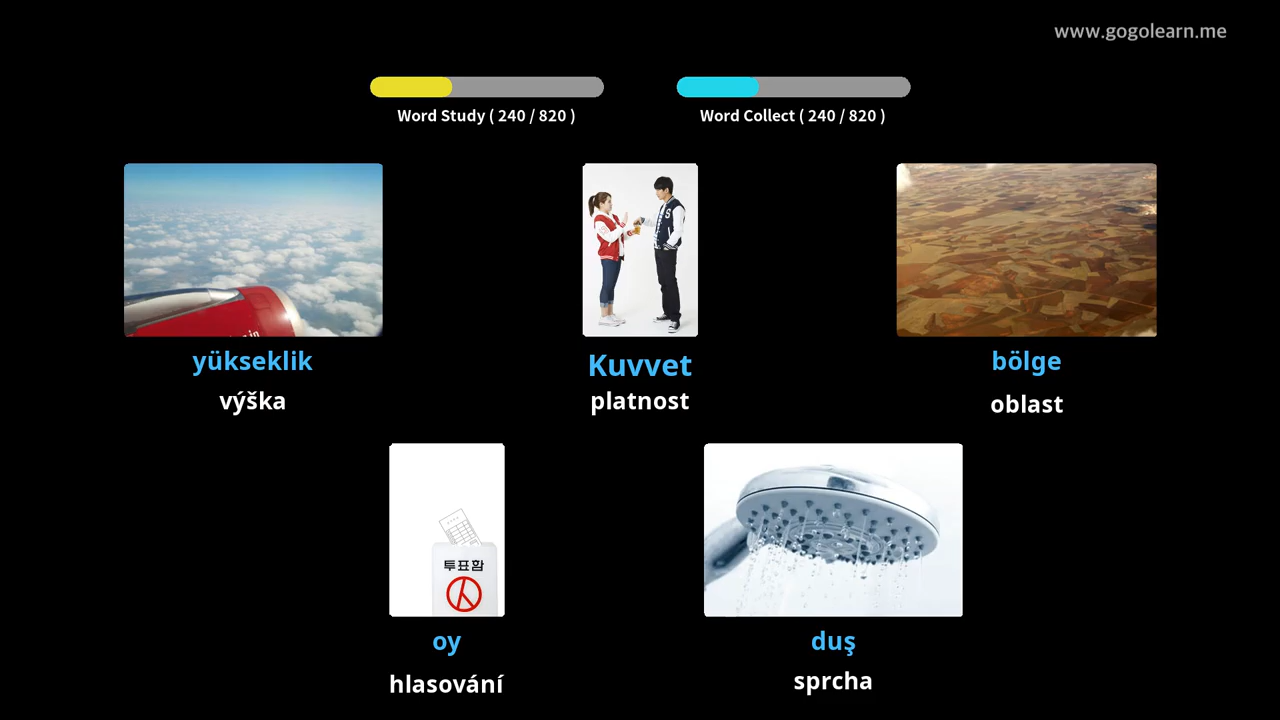 www.gogolearn.me
Word Study ( 240 / 820 )
Word Collect ( 240 / 820 )
yükseklik
výška
Kuvvet
platnost
bölge
oblast
투표함
oy
hlasování
duş
sprcha